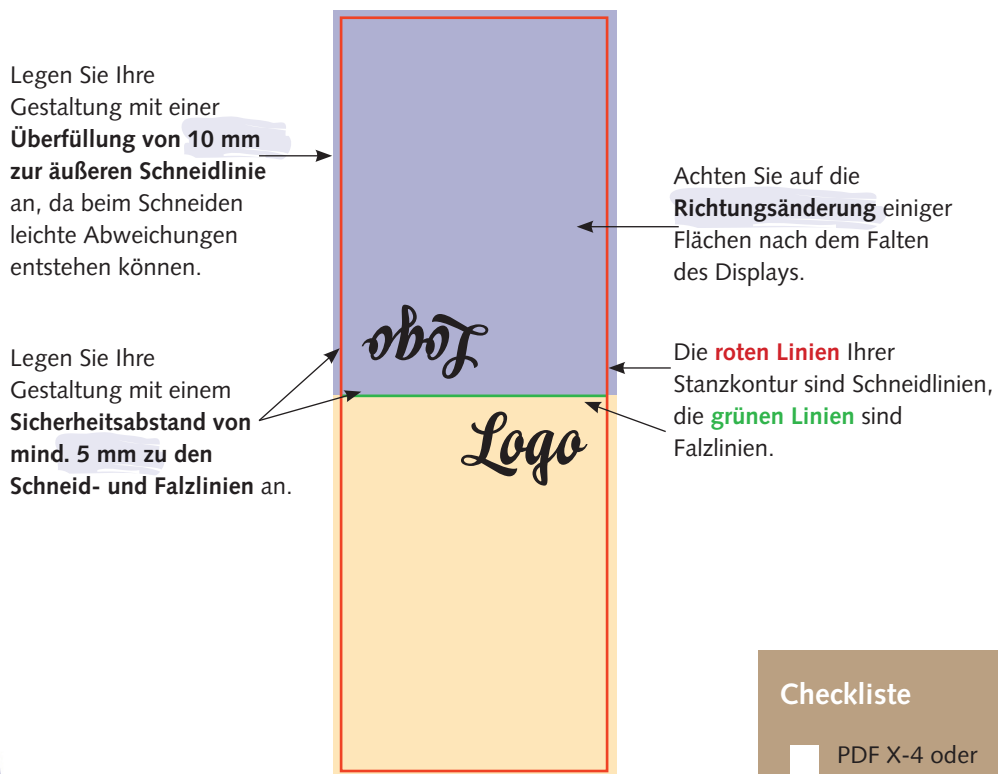 Legen Sie Ihre
Gestaltung mit einer
Überfüllung von 10 mm
zur äußeren Schneidlinie
an, da beim Schneiden
leichte Abweichungen
entstehen können.
Achten Sie auf die
Richtungsänderung einiger
Flächen nach dem Falten
des Displays.
Logo
Legen Sie Ihre
Gestaltung mit einem
Sicherheitsabstand von
mind. 5 mm zu den
Schneid- und Falzlinien an.
Die roten Linien Ihrer
Stanzkontur sind Schneidlinien,
die grünen Linien sind
Falzlinien.
Logo
Checkliste
PDF X-4 oder